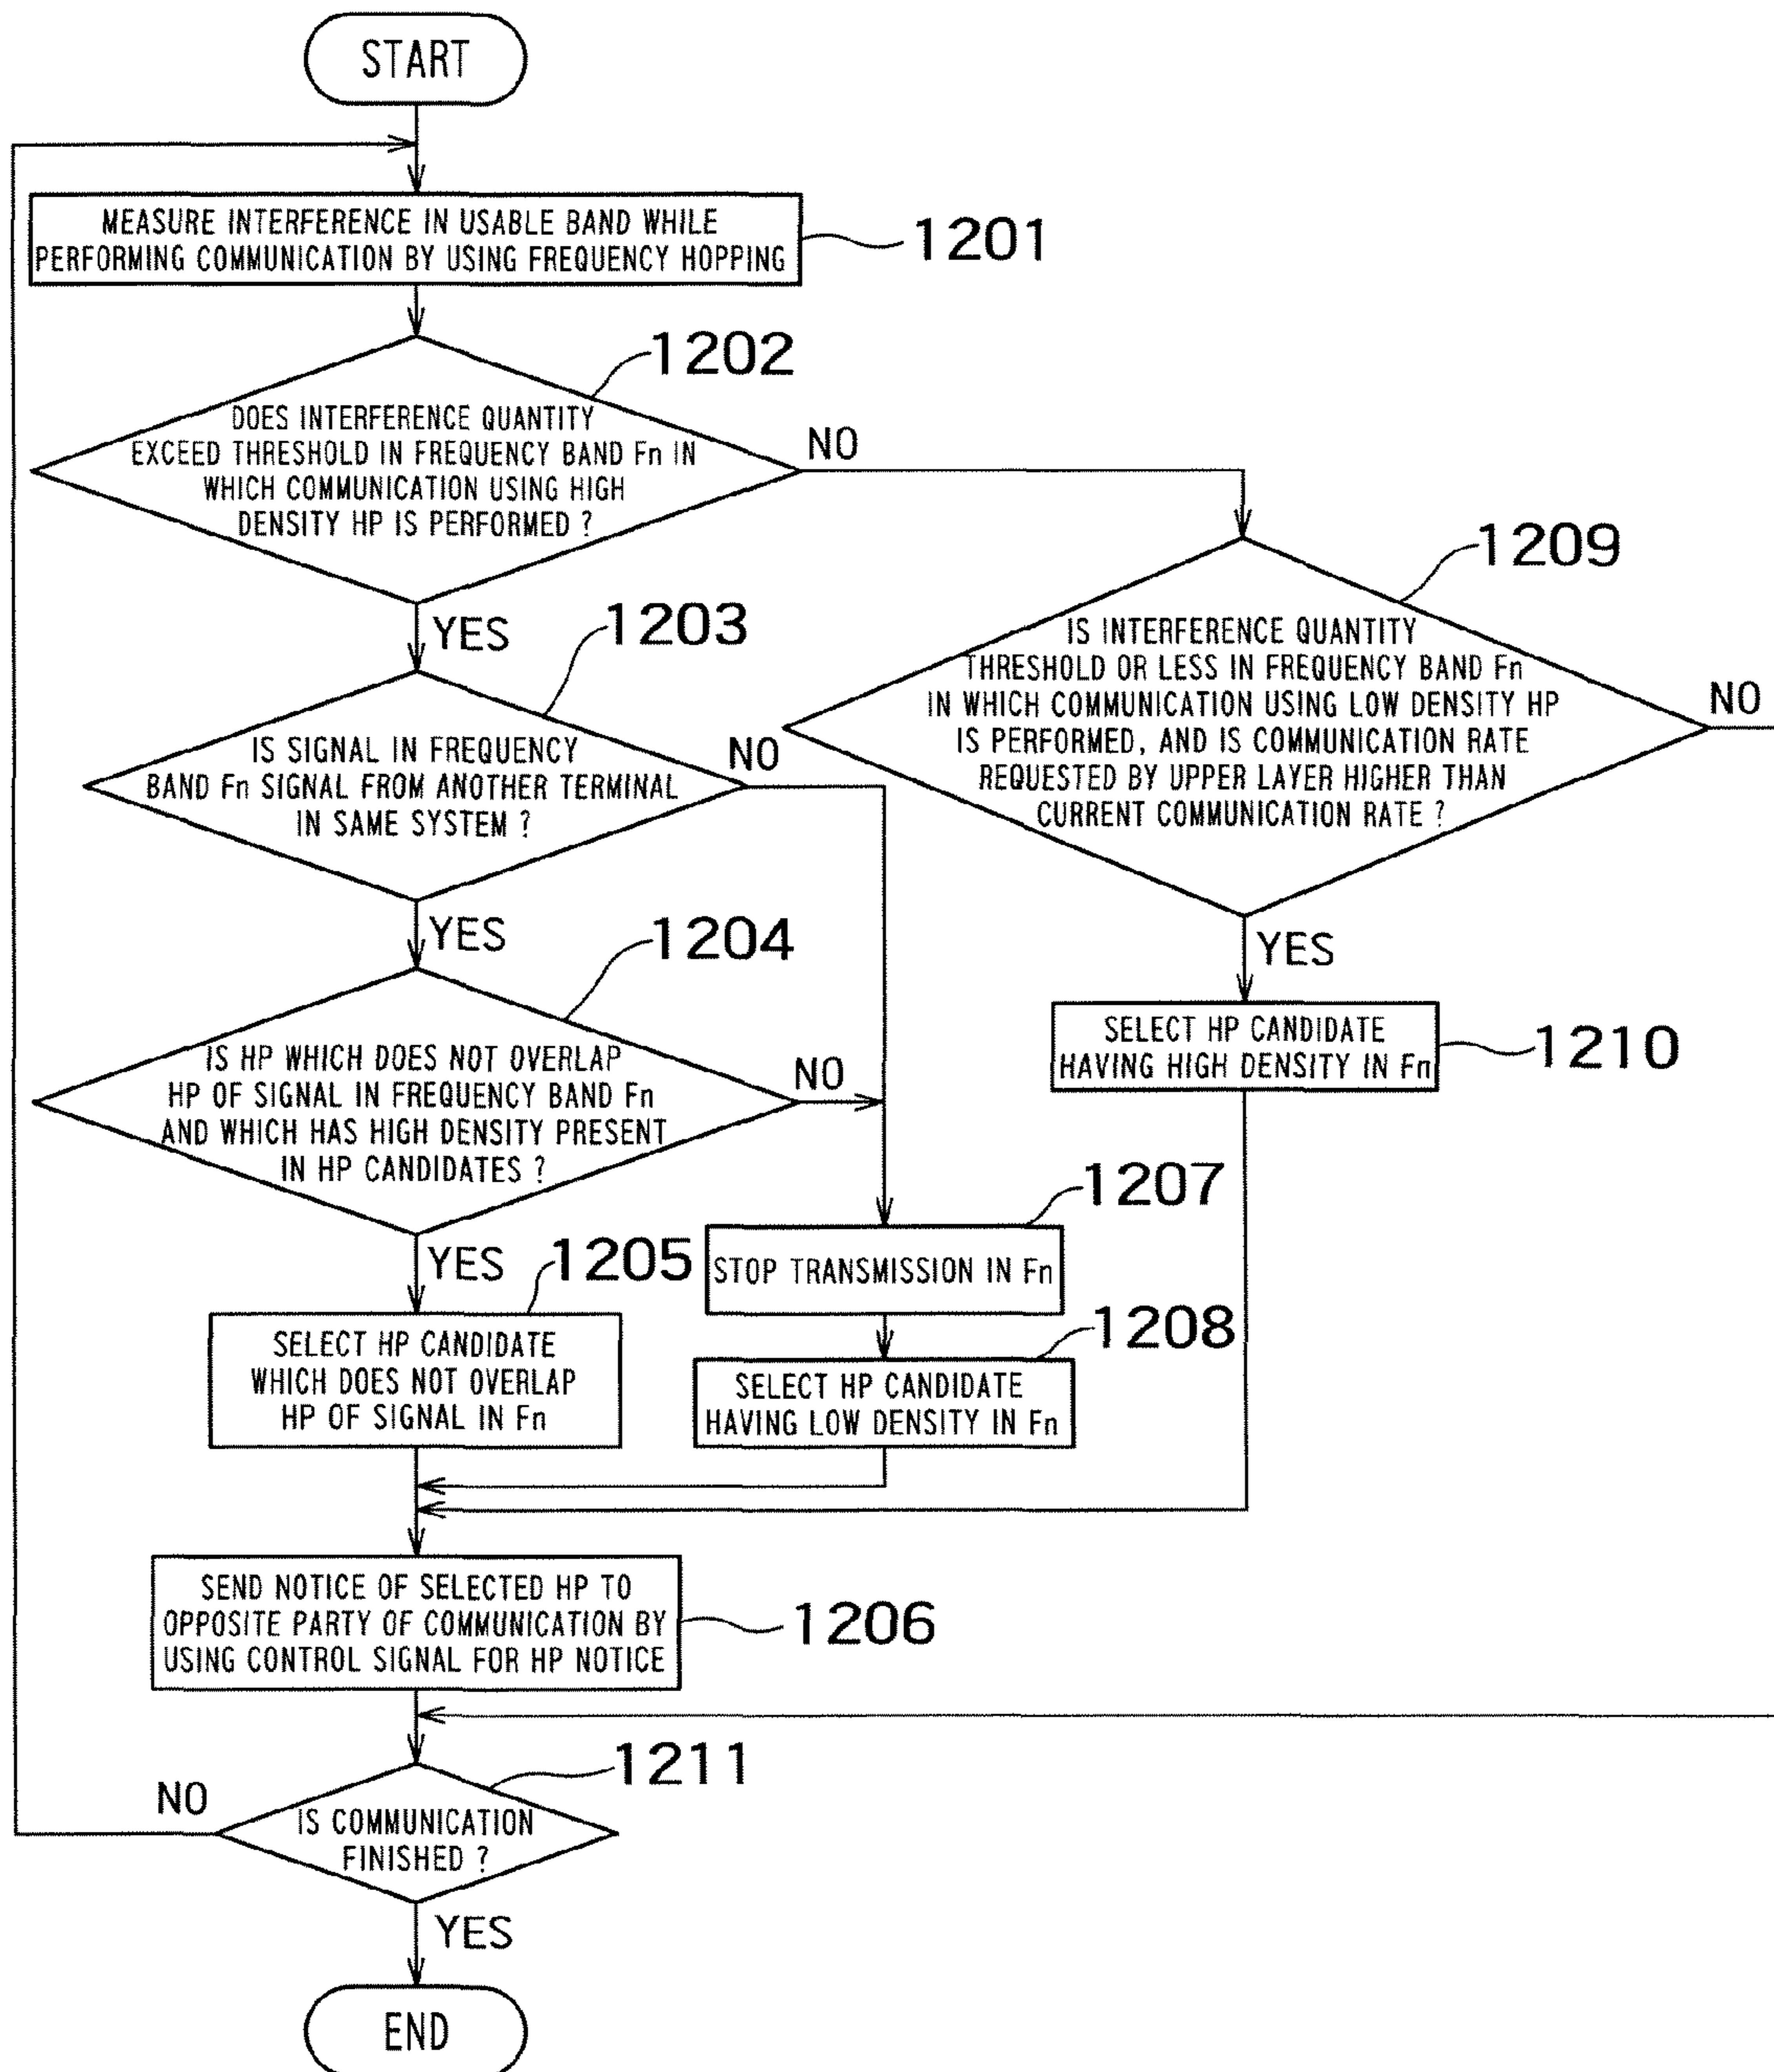 START
MEASURE INTERFERENCE IN USABLE BAND WHILE
PERFORMING COMMUNICATION BY USING FREQUENCY HOPPING
1201
1202
DOES INTERFERENCE QUANTITY
EXCEED THRESHOLD IN FREQUENCY BAND Fn IN
WHICH COMMUNICATION USING HIGH
DENSITY HP IS PERFORMED ?
NO
YES
1203
IS SIGNAL IN FREQUENCY
BAND Fn SIGNAL FROM ANOTHER TERMINAL
IN SAME SYSTEM ?
NO
YES
1209
IS INTERFERENCE QUANTITY
THRESHOLD OR LESS IN FREQUENCY BAND Fn
IN WHICH COMMUNICATION USING LOW DENSITY HP
IS PERFORMED, AND IS COMMUNICATION RATE
REQUESTED BY UPPER LAYER HIGHER THAN
CURRENT COMMUNICATION RATE ?
NO
YES
1204
IS HP WHICH DOES NOT OVERLAP
HP OF SIGNAL IN FREQUENCY BAND Fn
AND WHICH HAS HIGH DENSITY PRESENT
IN HP CANDIDATES ?
NO
YES
SELECT HP CANDIDATE
HAVING HIGH DENSITY IN Fn
1210
1207
STOP TRANSMISSION IN Fn
1205
SELECT HP CANDIDATE
WHICH DOES NOT OVERLAP
HP OF SIGNAL IN Fn
1208
SELECT HP CANDIDATE
HAVING LOW DENSITY IN Fn
SEND NOTICE OF SELECTED HP TO
OPPOSITE PARTY OF COMMUNICATION BY
USING CONTROL SIGNAL FOR HP NOTICE
1206
1211
NO
IS COMMUNICATION
FINISHED ?
YES
END